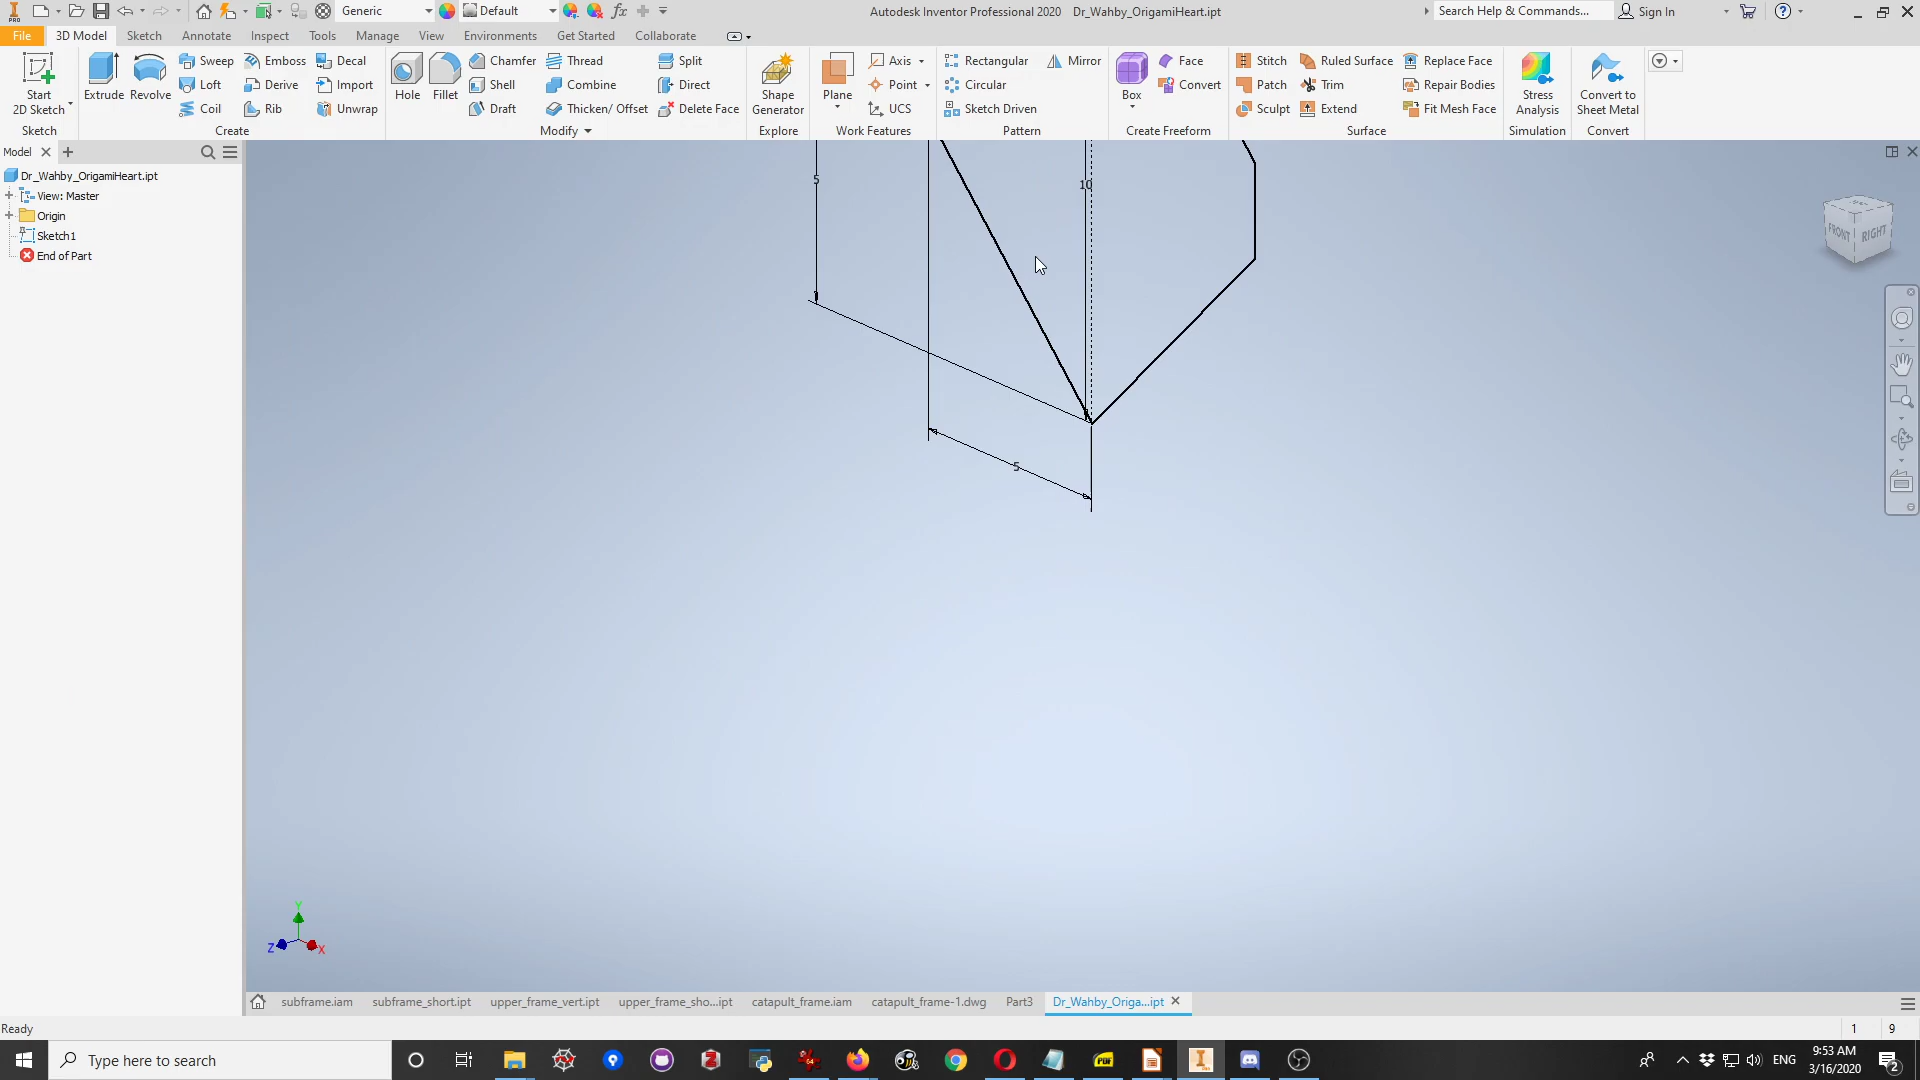 Generic
Default
Autodesk Inventor Professional 2020 Dr_Wahby_OrigamiHeart.ipt
Search Help & Commands...
Sign In
File 3D Model Sketch Annotate Inspect Tools Manage View Environments Get Started Collaborate
Start
2D Sketch
Sketch
Extrude
Revolve
Sweep
Loft
Coil
Emboss
Derive
Rib
Decal
Import
Unwrap
Create
Hole
Fillet
Chamfer
Shell
Draft
Thread
Combine
Thicken/ Offset
Split
Direct
Delete Face
Modify
Shape
Generator
Explore
Plane
Axis
Point
UCS
Work Features
Rectangular
Circular
Sketch Driven
Mirror
Pattern
Box
Face
Convert
Create Freeform
Stitch
Patch
Sculpt
Ruled Surface
Trim
Extend
Replace Face
Repair Bodies
Fit Mesh Face
Surface
Stress
Analysis
Simulation
Convert to
Sheet Metal
Convert
Model
Dr_Wahby_OrigamiHeart.ipt
View: Master
Origin
Sketch1
End of Part
5
10
5
FRONT
RIGHT
Y
Z
X
subframe.iam subframe_short.ipt upper_frame_vert.ipt upper_frame_sho...ipt catapult_frame.iam catapult_frame-1.dwg Part3 Dr_Wahby_Origa...ipt
Ready
1 9
Type here to search
ENG
9:53 AM
3/16/2020
2